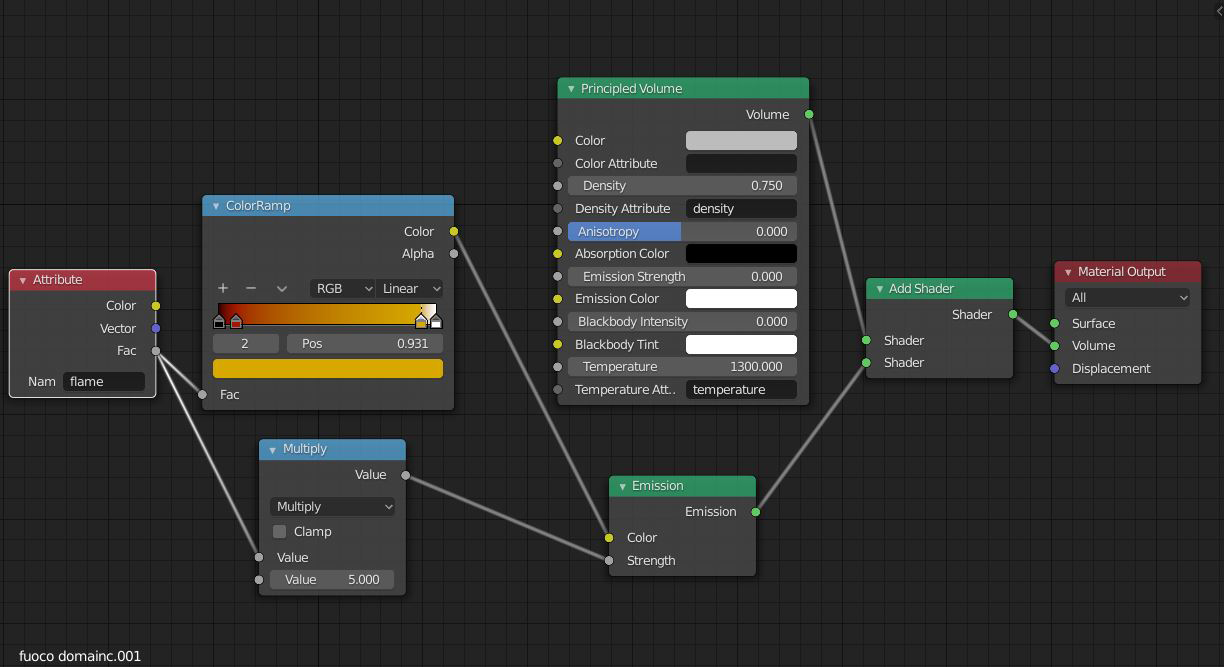 Principled Volume
Volume
Color
Color Attribute
Density 0.750
Density Attribute density
Anisotropy 0.000
Absorption Color
Emission Strength 0.000
Emission Color
Blackbody Intensity 0.000
Blackbody Tint
Temperature 1300.000
Temperature Att.. temperature
ColorRamp
Color
Alpha
+ − RGB Linear
2 Pos 0.931
Fac
Attribute
Color
Vector
Fac
Nam flame
Multiply
Value
Multiply
Clamp
Value
Value 5.000
Emission
Emission
Color
Strength
Add Shader
Shader
Shader
Shader
Material Output
All
Surface
Volume
Displacement
fuoco domainc.001